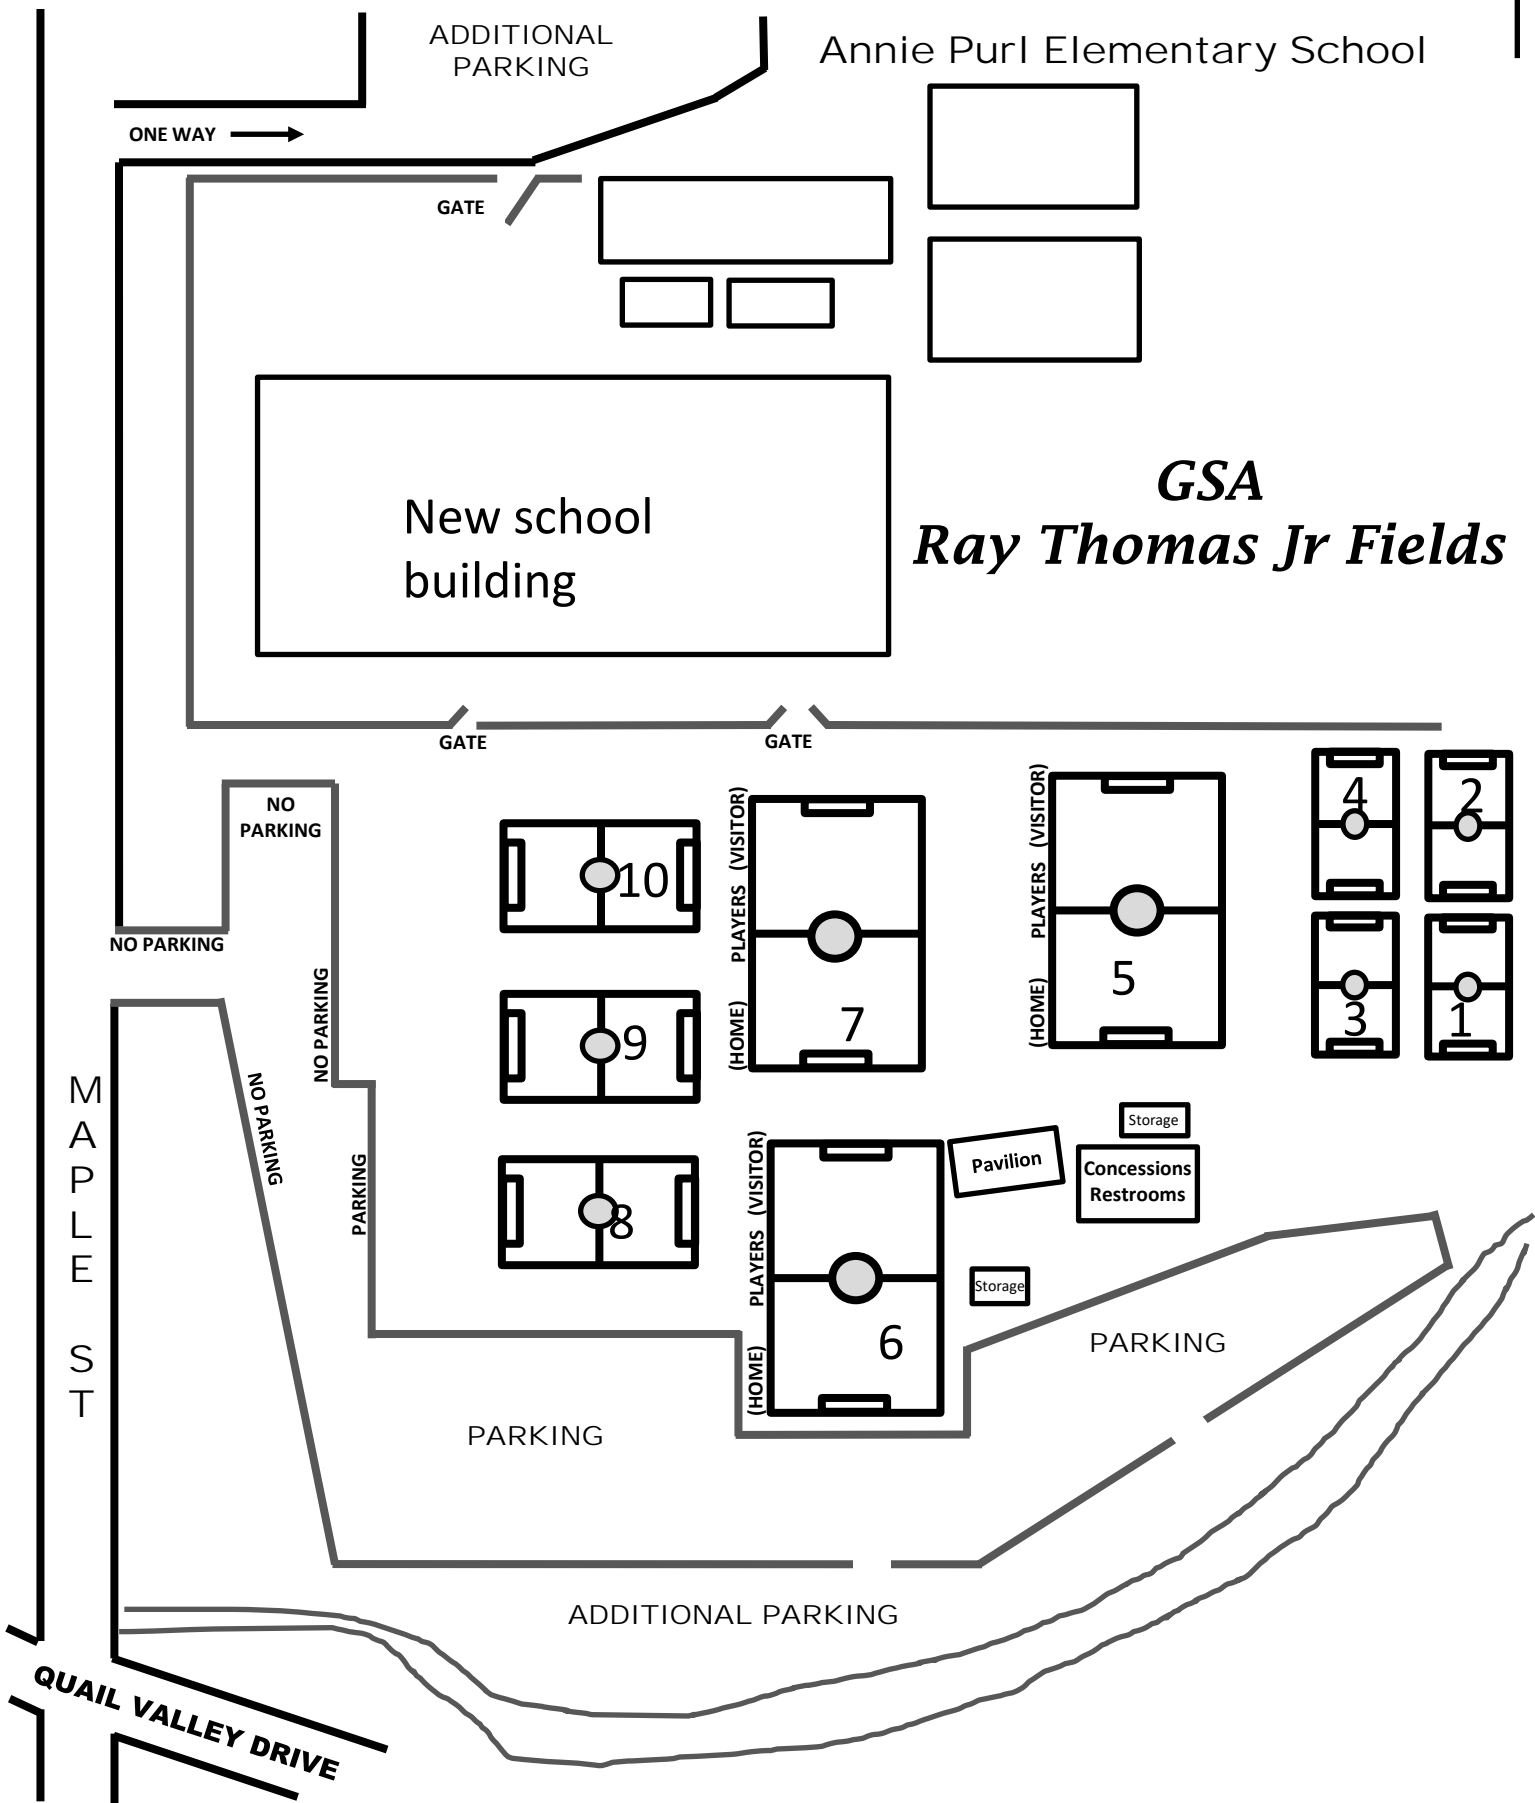 ADDITIONAL
PARKING
Annie Purl Elementary School
ONE WAY
GATE
New school
building
GSA
Ray Thomas Jr Fields
GATE
GATE
NO
PARKING
NO PARKING
NO PARKING
NO PARKING
PARKING
10
9
8
(HOME) PLAYERS (VISITOR)
7
(HOME) PLAYERS (VISITOR)
5
4
2
3
1
Storage
Pavilion
Concessions
Restrooms
(HOME) PLAYERS (VISITOR)
6
Storage
PARKING
PARKING
MAPLE ST
ADDITIONAL PARKING
QUAIL VALLEY DRIVE